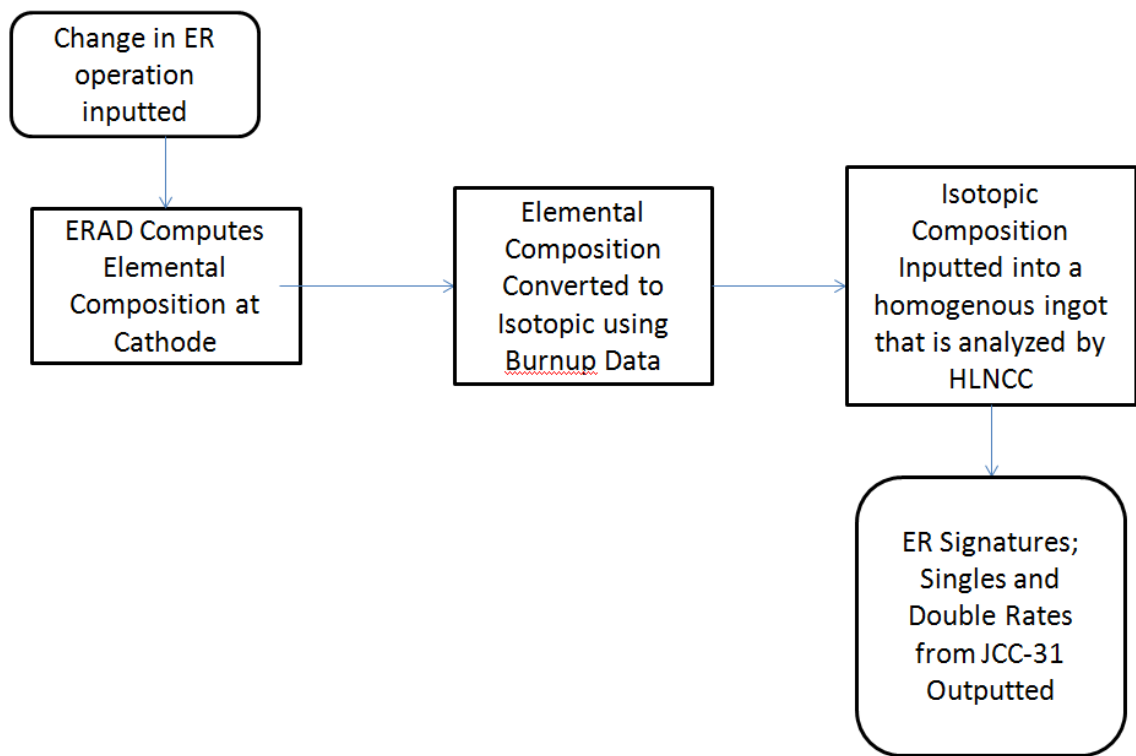 Change in ER
operation
inputted
ERAD Computes
Elemental
Composition at
Cathode
Elemental
Composition
Converted to
Isotopic using
Burnup Data
Isotopic
Composition
Inputted into a
homogenous ingot
that is analyzed by
HLNCC
ER Signatures;
Singles and
Double Rates
from JCC-31
Outputted